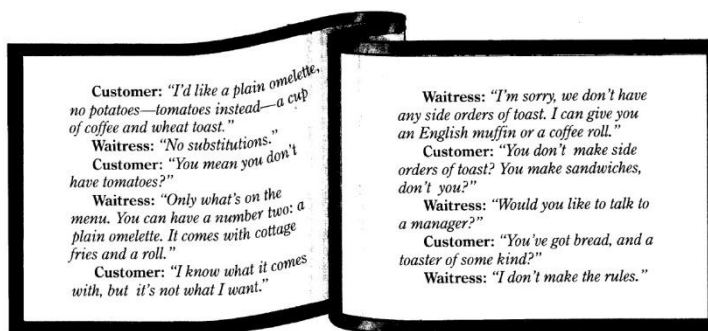 Customer: "I'd like a plain omelette,
no potatoes—tomatoes instead—a cup
of coffee and wheat toast."
Waitress: "No substitutions."
Customer: "You mean you don't
have tomatoes?"
Waitress: "Only what's on the
menu. You can have a number two: a
plain omelette. It comes with cottage
fries and a roll."
Customer: "I know what it comes
with, but it's not what I want."
Waitress: "I'm sorry, we don't have
any side orders of toast. I can give you
an English muffin or a coffee roll."
Customer: "You don't make side
orders of toast? You make sandwiches,
don't you?"
Waitress: "Would you like to talk to
a manager?"
Customer: "You've got bread, and a
toaster of some kind?"
Waitress: "I don't make the rules."